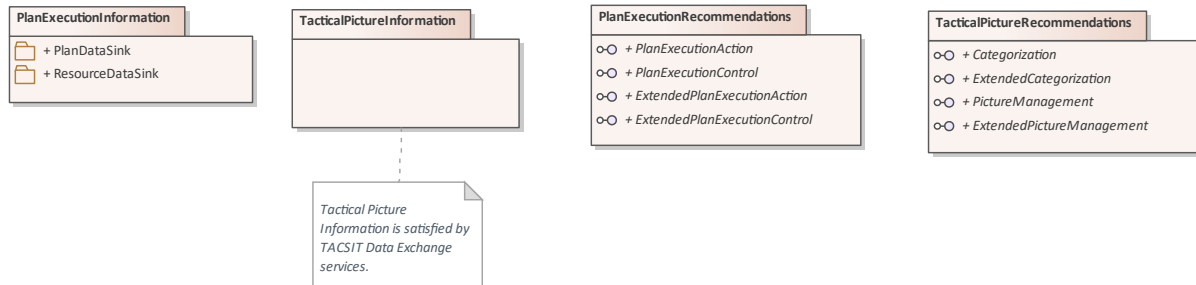 PlanExecutionInformation
+ PlanDataSink
+ ResourceDataSink
TacticalPictureInformation
Tactical Picture
Information is satisfied by
TACSIT Data Exchange
services.
PlanExecutionRecommendations
+ PlanExecutionAction
+ PlanExecutionControl
+ ExtendedPlanExecutionAction
+ ExtendedPlanExecutionControl
TacticalPictureRecommendations
+ Categorization
+ ExtendedCategorization
+ PictureManagement
+ ExtendedPictureManagement